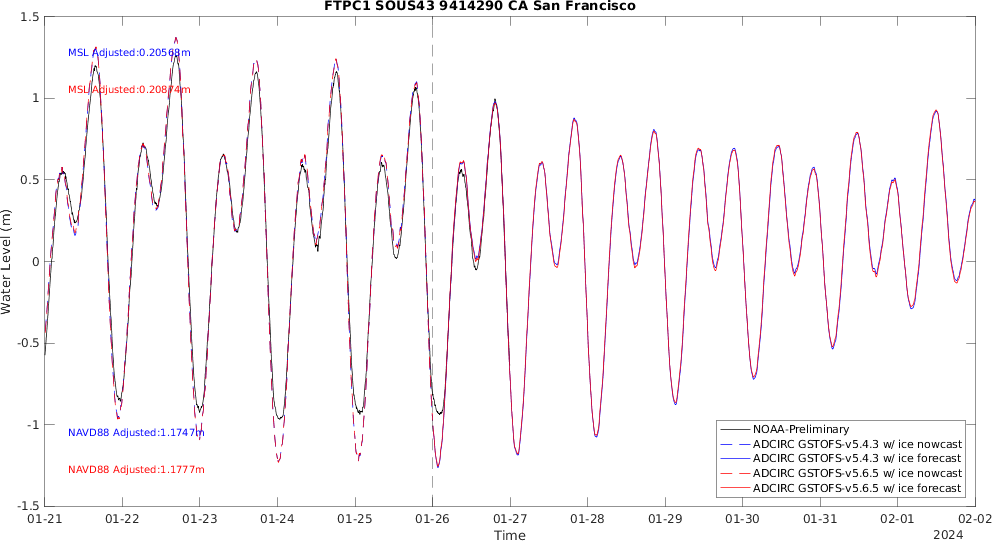 FTPC1 SOUS43 9414290 CA San Francisco
1.5
1
0.5
0
-0.5
-1
-1.5
Water Level (m)
MSL Adjusted:0.20563m
MSL Adjusted:0.20874m
NAVD88 Adjusted:1.1747m
NAVD88 Adjusted:1.1777m
NOAA-Preliminary
ADCIRC GSTOFS-v5.4.3 w/ ice nowcast
ADCIRC GSTOFS-v5.4.3 w/ ice forecast
ADCIRC GSTOFS-v5.6.5 w/ ice nowcast
ADCIRC GSTOFS-v5.6.5 w/ ice forecast
01-21 01-22 01-23 01-24 01-25 01-26 01-27 01-28 01-29 01-30 01-31 02-01 02-02
Time
2024